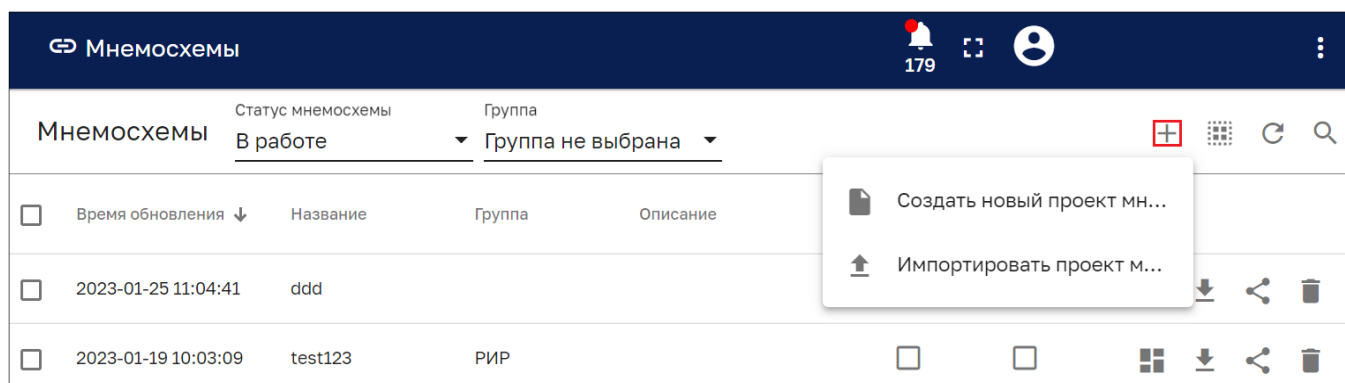 Мнемосхемы
179
Мнемосхемы
Статус мнемосхемы
В работе
Группа
Группа не выбрана
Создать новый проект мн...
Импортировать проект м...
Время обновления Название Группа Описание
2023-01-25 11:04:41 ddd
2023-01-19 10:03:09 test123 РИР